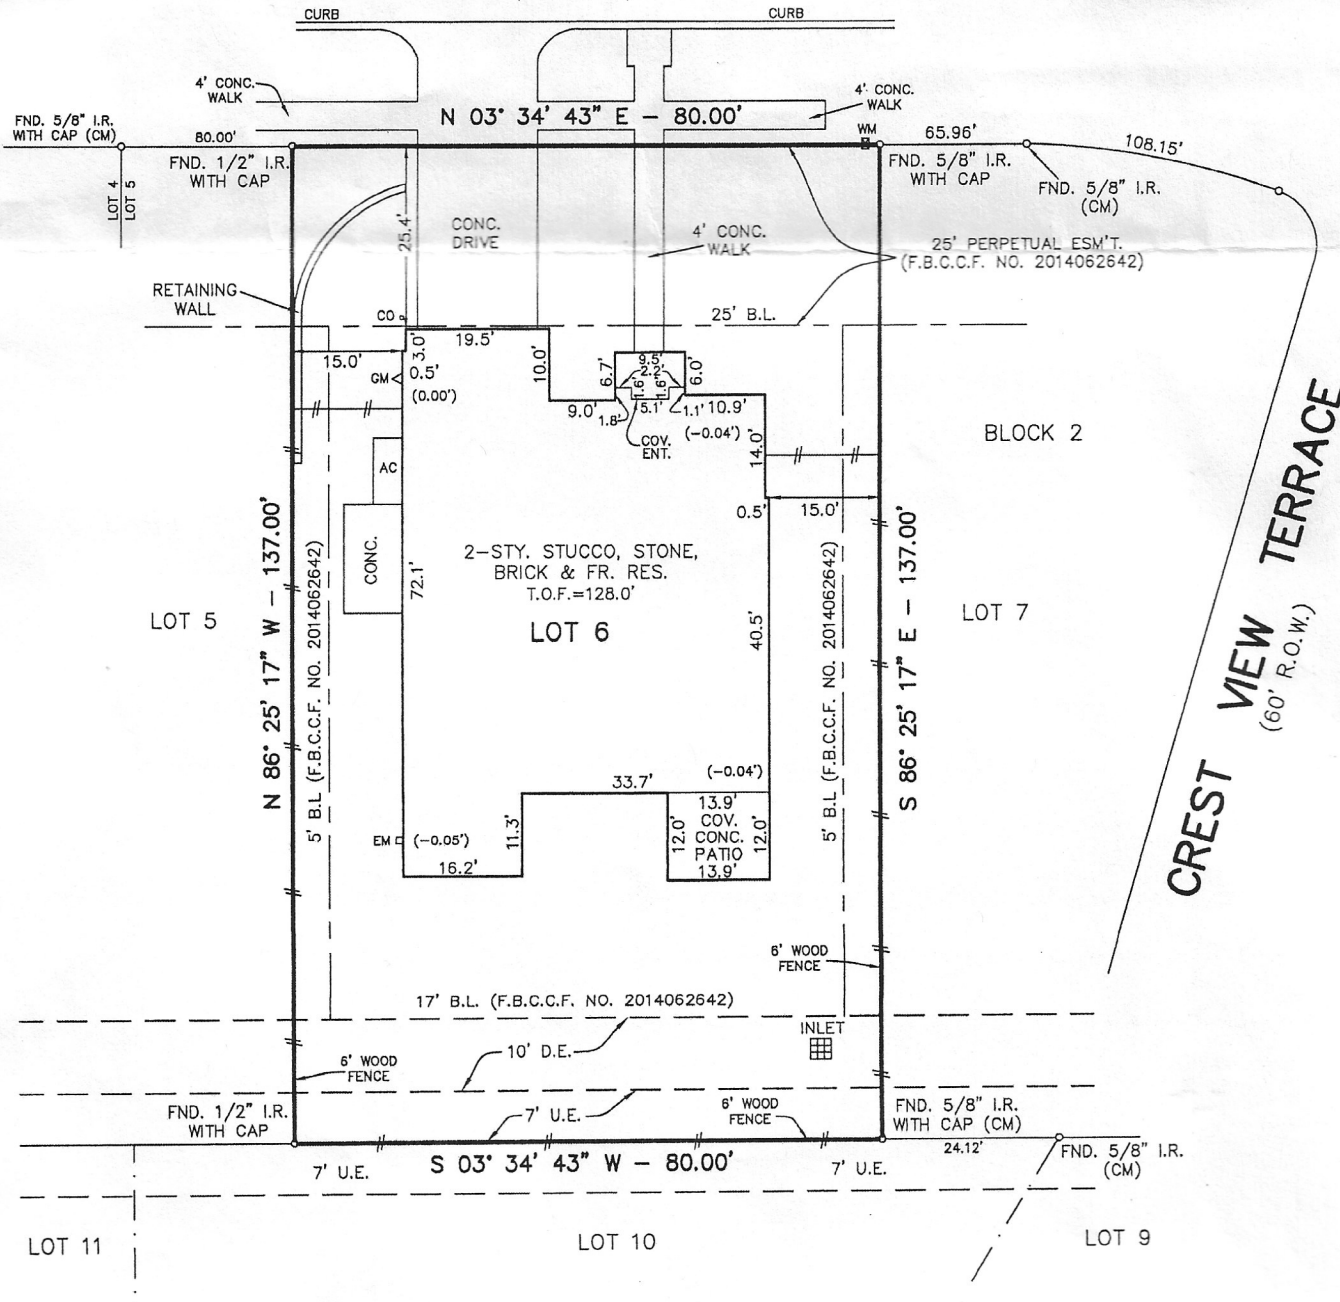 CURB
CURB
4' CONC.
WALK
4' CONC.
WALK
N 03° 34' 43" E - 80.00'
FND. 5/8" I.R.
WITH CAP (CM)
80.00'
WM
65.96'
108.15'
FND. 1/2" I.R.
WITH CAP
FND. 5/8" I.R.
WITH CAP
FND. 5/8" I.R.
(CM)
LOT 4
LOT 5
25.4'
CONC.
DRIVE
4' CONC.
WALK
25' PERPETUAL ESM'T.
(F.B.C.C.F. NO. 2014062642)
RETAINING
WALL
CO
25' B.L.
19.5'
3.0'
15.0'
0.5'
GM
(0.00')
10.0'
6.7'
9.5'
2.2'
6.0'
1.6'
1.6'
9.0'
1.8'
5.1'
1.1'
10.9'
(-0.04')
COV.
ENT.
14.0'
BLOCK 2
AC
0.5'
15.0'
CONC.
72.1'
2-STY. STUCCO, STONE,
BRICK & FR. RES.
T.O.F.=128.0'
LOT 6
40.5'
LOT 5
LOT 7
N 86° 25' 17" W - 137.00'
5' B.L (F.B.C.C.F. NO. 2014062642)
5' B.L (F.B.C.C.F. NO. 2014062642)
S 86° 25' 17" E - 137.00'
CREST VIEW TERRACE
(60' R.O.W.)
33.7'
(-0.04')
13.9'
COV.
CONC.
PATIO
13.9'
12.0'
12.0'
11.3'
EM
(-0.05')
16.2'
6' WOOD
FENCE
17' B.L. (F.B.C.C.F. NO. 2014062642)
INLET
10' D.E.
6' WOOD
FENCE
FND. 1/2" I.R.
WITH CAP
7' U.E.
6' WOOD
FENCE
FND. 5/8" I.R.
WITH CAP (CM)
24.12'
FND. 5/8" I.R.
(CM)
7' U.E.
S 03° 34' 43" W - 80.00'
7' U.E.
LOT 11
LOT 10
LOT 9